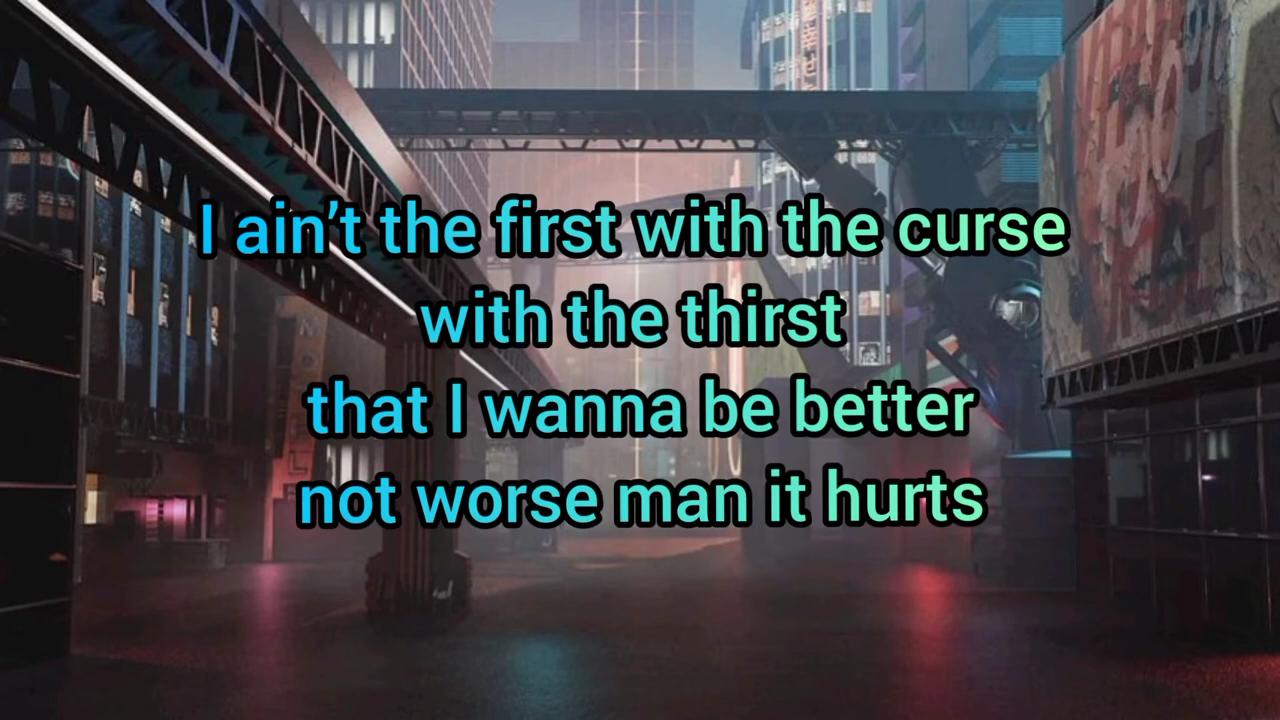 I ain’t the first with the curse
with the thirst
that I wanna be better
not worse man it hurts